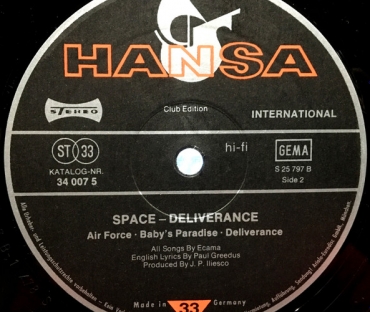 HANSA
STEREO
Club Edition
INTERNATIONAL
ST 33
hi-fi
GEMA
KATALOG-NR.
34 007 5
S 25 797 B
Side 2
SPACE – DELIVERANCE
Air Force · Baby's Paradise · Deliverance
All Songs By Ecama
English Lyrics By Paul Greedus
Produced By J. P. Iliesco
Made in Germany
33